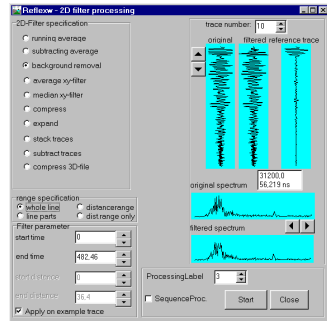 Reflexw - 2D filter processing
2D-Filter specification
running average
subtracting average
background removal
average xy-filter
median xy-filter
compress
expand
stack traces
subtract traces
compress 3D-file
range specification
whole line
distancerange
line parts
dist.range only
Filter parameter
start time
0
end time
482.46
start distance
0
end distance
36.4
Apply on example trace
trace number:
10
original
filtered
reference trace
31200,0
56,219 ns
original spectrum
filtered spectrum
ProcessingLabel
3
SequenceProc.
Start
Close